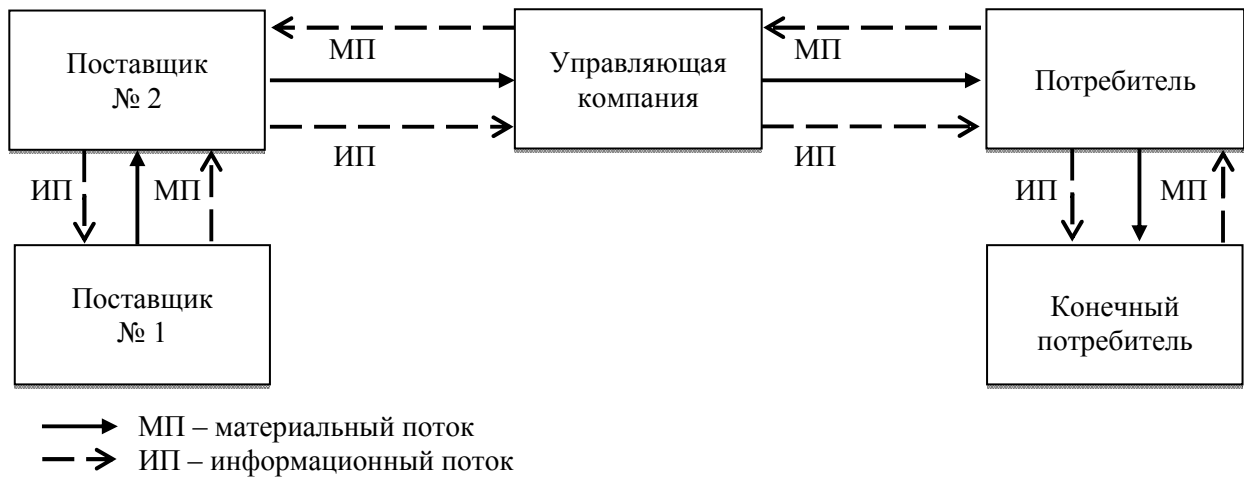 МП
МП
Поставщик
№ 2
Управляющая
компания
Потребитель
ИП
ИП
ИП
МП
ИП
МП
Поставщик
№ 1
Конечный
потребитель
МП – материальный поток
ИП – информационный поток